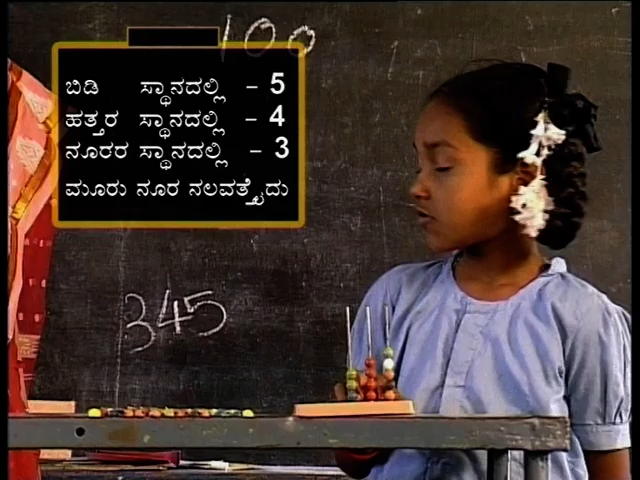 100
ಬಿಡಿ ಸ್ಥಾನದಲ್ಲಿ - 5
ಹತ್ತರ ಸ್ಥಾನದಲ್ಲಿ - 4
ನೂರರ ಸ್ಥಾನದಲ್ಲಿ - 3
ಮೂರು ನೂರ ನಲವತ್ತೈದು
345